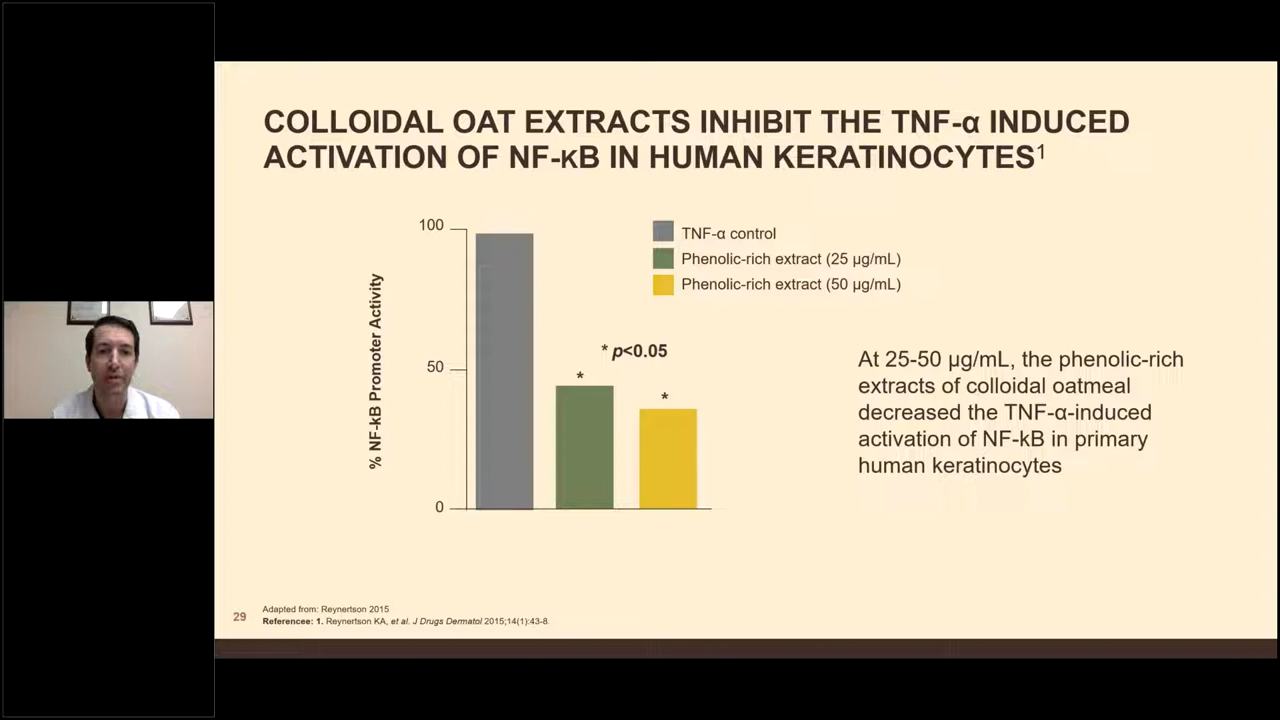 COLLOIDAL OAT EXTRACTS INHIBIT THE TNF-α INDUCED
ACTIVATION OF NF-κB IN HUMAN KERATINOCYTES¹
100
50
0
% NF-kB Promoter Activity
TNF-α control
Phenolic-rich extract (25 µg/mL)
Phenolic-rich extract (50 µg/mL)
* p<0.05
*
*
At 25-50 µg/mL, the phenolic-rich
extracts of colloidal oatmeal
decreased the TNF-α-induced
activation of NF-kB in primary
human keratinocytes
29
Adapted from: Reynertson 2015
Referencee: 1. Reynertson KA, et al. J Drugs Dermatol 2015;14(1):43-8.